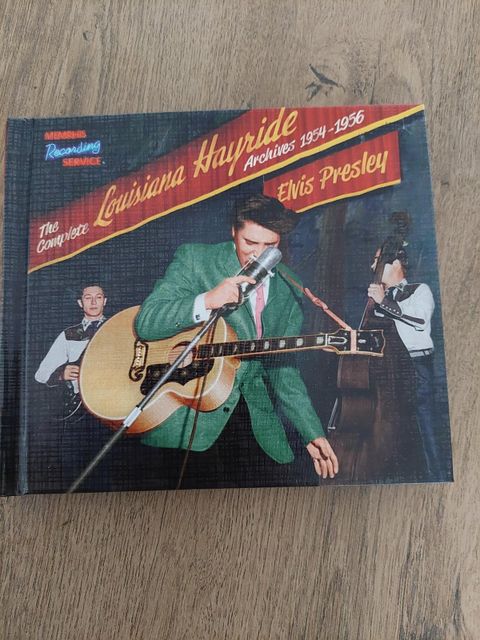 MEMPHIS
Recording
SERVICE
The Complete
Louisiana Hayride
Archives 1954-1956
Elvis Presley